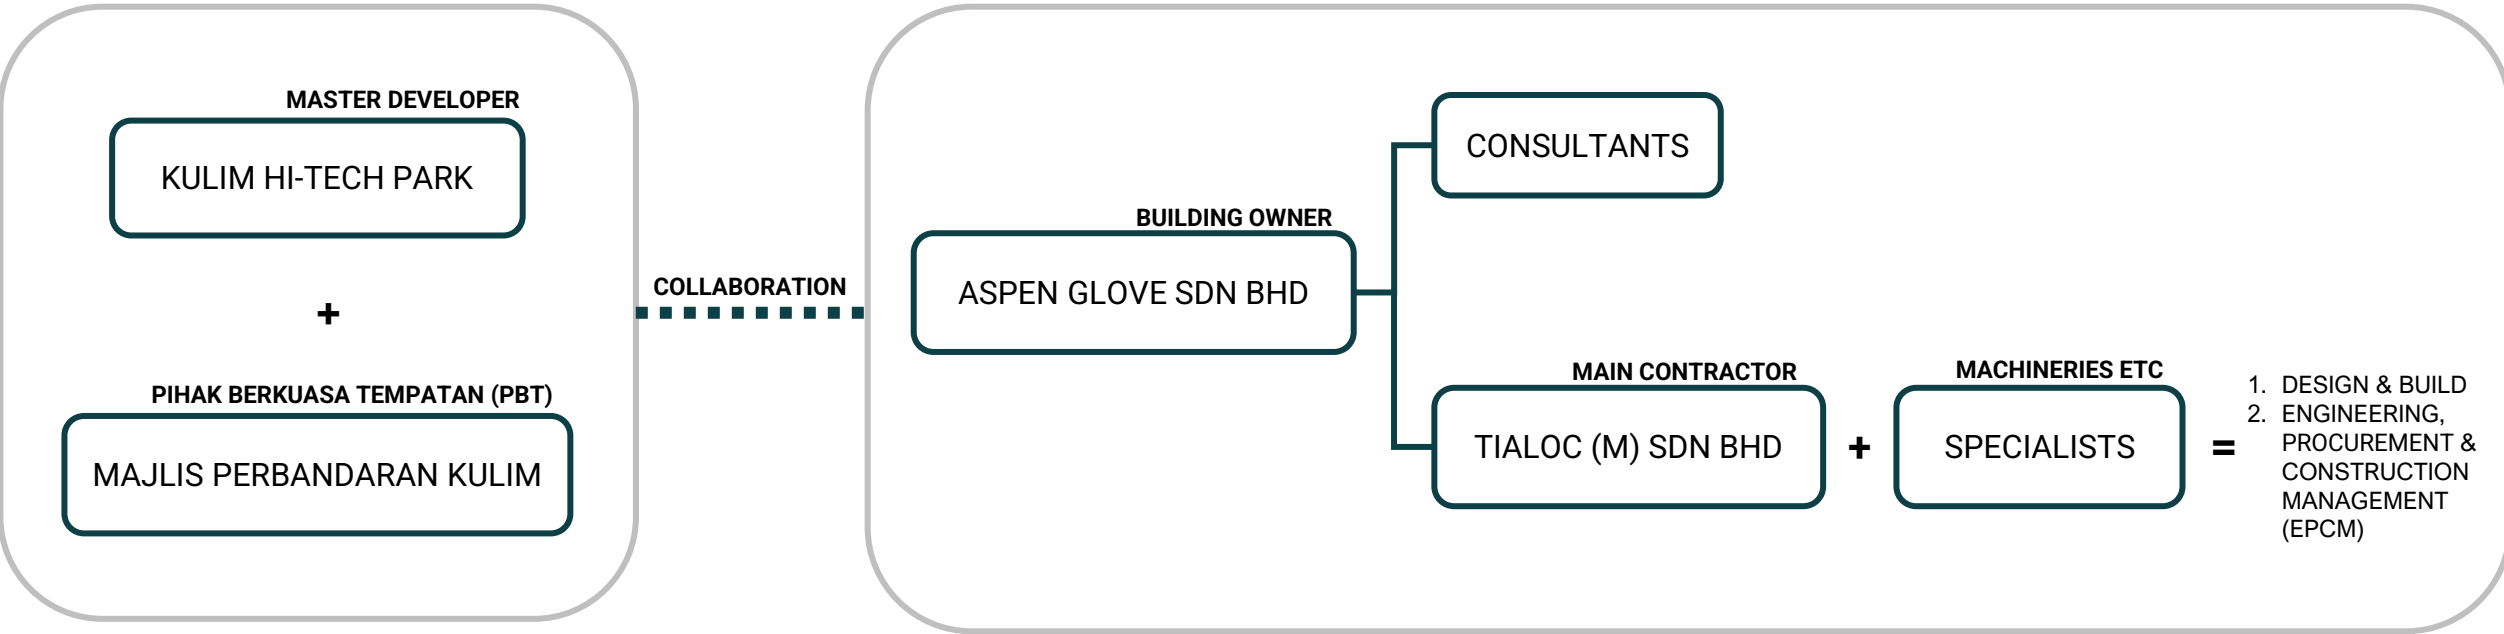 MASTER DEVELOPER
KULIM HI-TECH PARK
+
PIHAK BERKUASA TEMPATAN (PBT)
MAJLIS PERBANDARAN KULIM
COLLABORATION
BUILDING OWNER
ASPEN GLOVE SDN BHD
CONSULTANTS
MAIN CONTRACTOR
TIALOC (M) SDN BHD
+
MACHINERIES ETC
SPECIALISTS
=
1. DESIGN & BUILD
2. ENGINEERING,
PROCUREMENT &
CONSTRUCTION
MANAGEMENT
(EPCM)